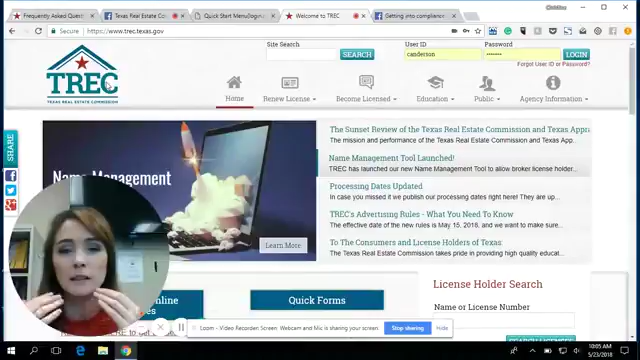 Frequently Asked Quest
Texas Real Estate Com
Quick Start Menu(login
Welcome to TREC
Getting into compliance
Secure
https://www.trec.texas.gov
Site Search
SEARCH
User ID
Password
canderson
LOGIN
Forgot User ID or Password?
TREC
TEXAS REAL ESTATE COMMISSION
Home
Renew License
Become Licensed
Education
Public
Agency Information
SHARE
Name Management
Learn More
The Sunset Review of the Texas Real Estate Commission and Texas Appra
The mission and performance of the Texas Real Estate Commission and Texas App...
Name Management Tool Launched!
TREC has launched our new Name Management Tool to allow broker license holder...
Processing Dates Updated
In case you missed it we publish our processing dates right here! They are up...
TREC's Advertising Rules - What You Need To Know
The effective date of the new rules is May 15, 2018, and we want to make sure...
To The Consumers and License Holders of Texas:
The Texas Real Estate Commission takes pride in providing high quality educat...
Quick Forms
License Holder Search
Name or License Number
Loom - Video Recorder: Screen, Webcam and Mic is sharing your screen.
Stop sharing
Hide
10:05 AM
5/23/2018